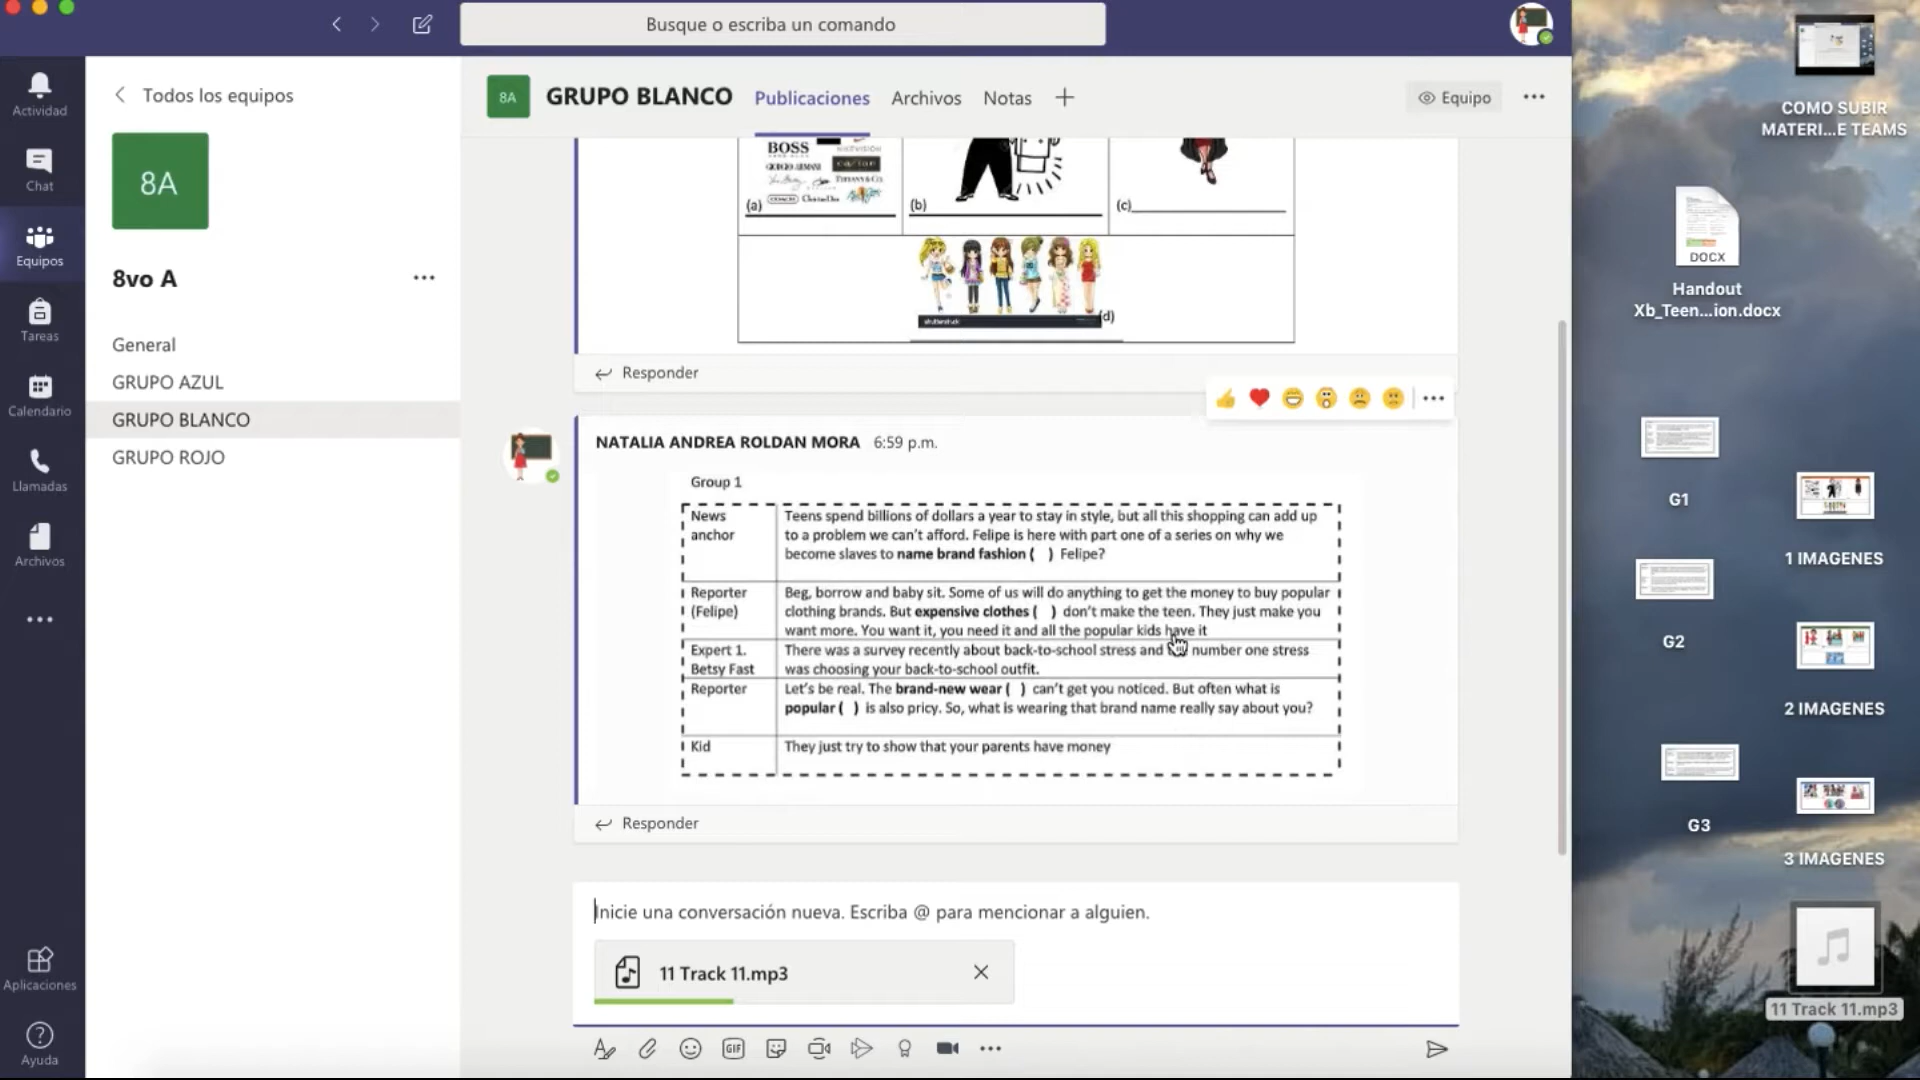 Busque o escriba un comando
Actividad
Chat
Equipos
Tareas
Calendario
Llamadas
Archivos
Aplicaciones
Ayuda
Todos los equipos
8A
8vo A
General
GRUPO AZUL
GRUPO BLANCO
GRUPO ROJO
8A
GRUPO BLANCO
Publicaciones
Archivos
Notas
Equipo
BOSS
GIORGIO ARMANI
TIFFANY & CO.
COACH
(a)
(b)
(c)
shutterstock
(d)
Responder
NATALIA ANDREA ROLDAN MORA 6:59 p.m.
Group 1
News anchor
Teens spend billions of dollars a year to stay in style, but all this shopping can add up
to a problem we can't afford. Felipe is here with part one of a series on why we
become slaves to name brand fashion ( ) Felipe?
Reporter (Felipe)
Beg, borrow and baby sit. Some of us will do anything to get the money to buy popular
clothing brands. But expensive clothes ( ) don't make the teen. They just make you
want more. You want it, you need it and all the popular kids have it
Expert 1. Betsy Fast
There was a survey recently about back-to-school stress and number one stress
was choosing your back-to-school outfit.
Reporter
Let's be real. The brand-new wear ( ) can't get you noticed. But often what is
popular ( ) is also pricy. So, what is wearing that brand name really say about you?
Kid
They just try to show that your parents have money
Responder
Inicie una conversación nueva. Escriba @ para mencionar a alguien.
11 Track 11.mp3
GIF
COMO SUBIR
MATERI...E TEAMS
DOCX
Handout
Xb_Teen...ion.docx
G1
1 IMAGENES
G2
2 IMAGENES
G3
3 IMAGENES
11 Track 11.mp3